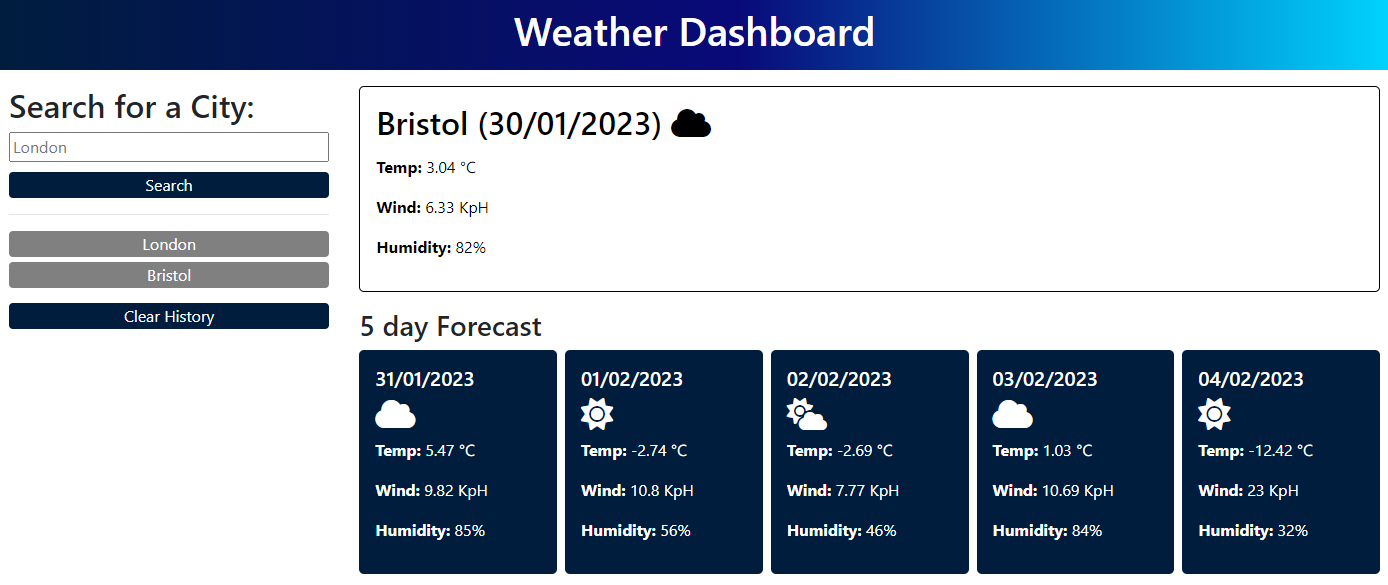 Weather Dashboard
Search for a City:
London
Search
London
Bristol
Clear History
Bristol (30/01/2023)
Temp: 3.04 °C
Wind: 6.33 KpH
Humidity: 82%
5 day Forecast
31/01/2023
Temp: 5.47 °C
Wind: 9.82 KpH
Humidity: 85%
01/02/2023
Temp: -2.74 °C
Wind: 10.8 KpH
Humidity: 56%
02/02/2023
Temp: -2.69 °C
Wind: 7.77 KpH
Humidity: 46%
03/02/2023
Temp: 1.03 °C
Wind: 10.69 KpH
Humidity: 84%
04/02/2023
Temp: -12.42 °C
Wind: 23 KpH
Humidity: 32%